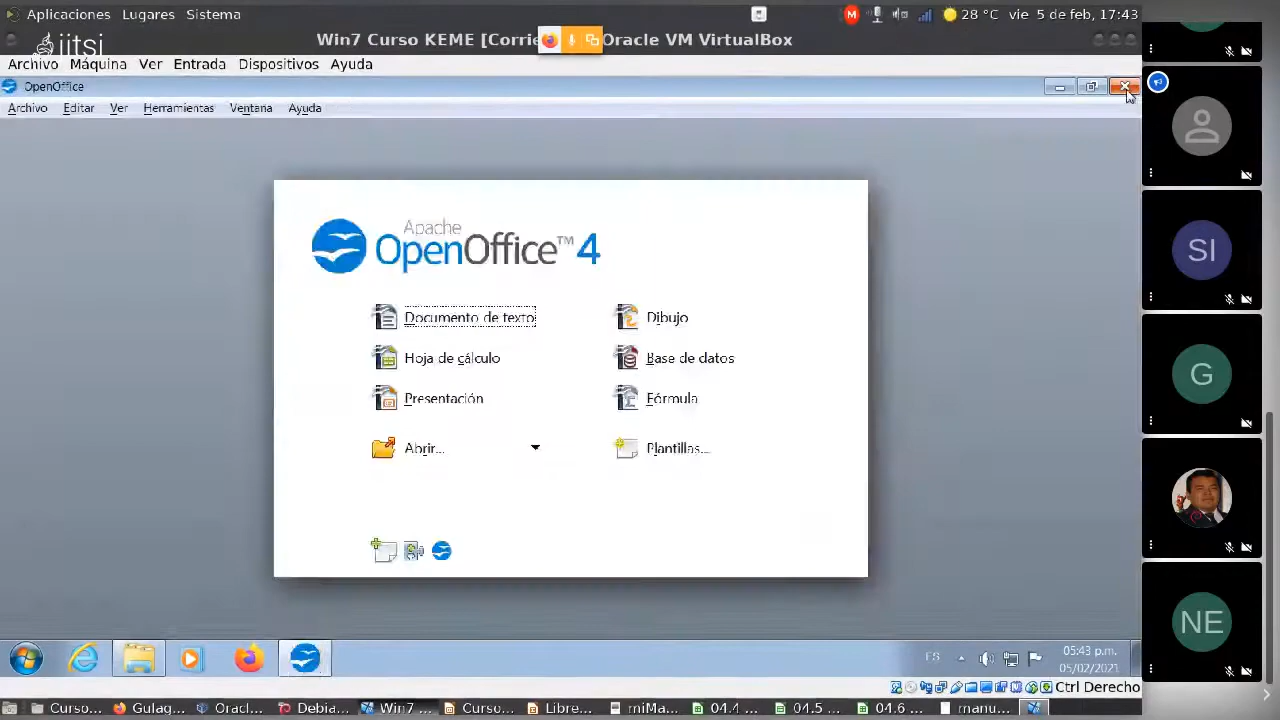 Aplicaciones Lugares Sistema
M
28 °C vie 5 de feb, 17:43
iitsi
Win7 Curso KEME [Corrie
Oracle VM VirtualBox
Archivo Máquina Ver Entrada Dispositivos Ayuda
OpenOffice
Archivo Editar Ver Herramientas Ventana Ayuda
Apache
OpenOffice™ 4
Documento de texto
Dibujo
Hoja de cálculo
Base de datos
Presentación
Fórmula
Abrir...
Plantillas...
SI
G
NE
ES
05:43 p.m.
05/02/2021
Ctrl Derecho
Curso... Gulag... Oracl... Debia... Win7 ... Curso... Libre... miMa... 04.4 ... 04.5 ... 04.6 ... manu...